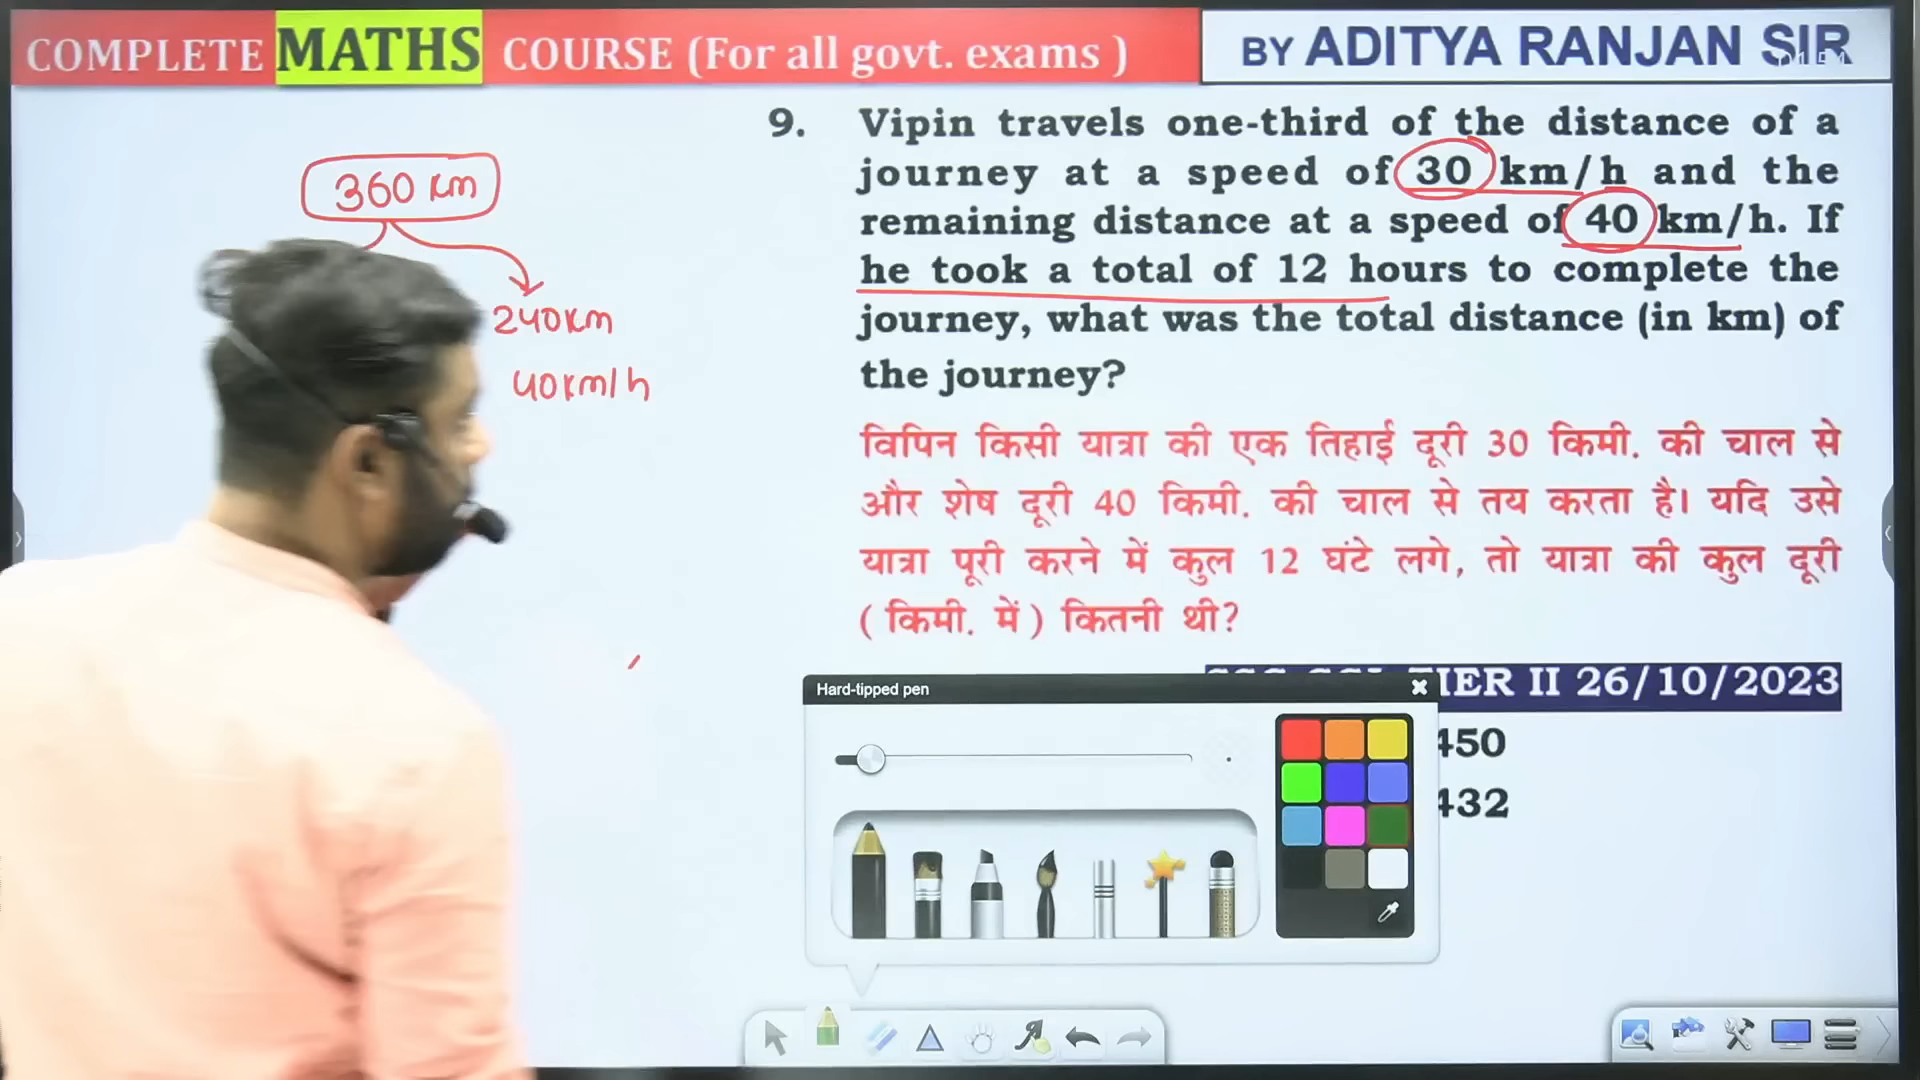 COMPLETE MATHS COURSE (For all govt. exams )
BY ADITYA RANJAN SIR
360 km
240km
40km/h
9. Vipin travels one-third of the distance of a
journey at a speed of 30 km/h and the
remaining distance at a speed of 40 km/h. If
he took a total of 12 hours to complete the
journey, what was the total distance (in km) of
the journey?
विपिन किसी यात्रा की एक तिहाई दूरी 30 किमी. की चाल से
और शेष दूरी 40 किमी. की चाल से तय करता है। यदि उसे
यात्रा पूरी करने में कुल 12 घंटे लगे, तो यात्रा की कुल दूरी
( किमी. में ) कितनी थी?
TIER II 26/10/2023
Hard-tipped pen
450
432